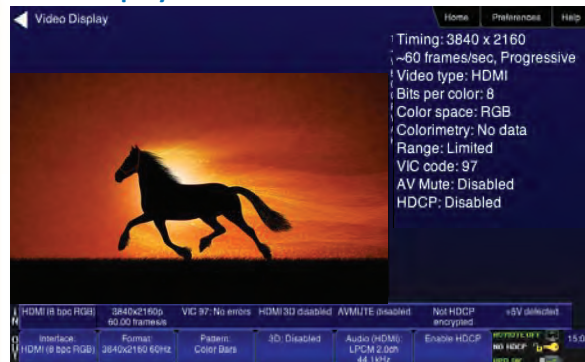 Video Display
Home
Preferences
Help
Timing: 3840 x 2160
~60 frames/sec, Progressive
Video type: HDMI
Bits per color: 8
Color space: RGB
Colorimetry: No data
Range: Limited
VIC code: 97
AV Mute: Disabled
HDCP: Disabled
HDMI (8 bpc RGB)
3840x2160p
60.00 frames/s
VIC 97: No errors
HDMI 3D disabled
AVMUTE disabled
Not HDCP
encrypted
+5V detected
Interface:
HDMI (8 bpc RGB)
Format:
3840x2160 60Hz
Pattern:
Color Bars
3D: Disabled
Audio (HDMI):
LPCM 2.0ch
44.1kHz
Enable HDCP
NO HDCP